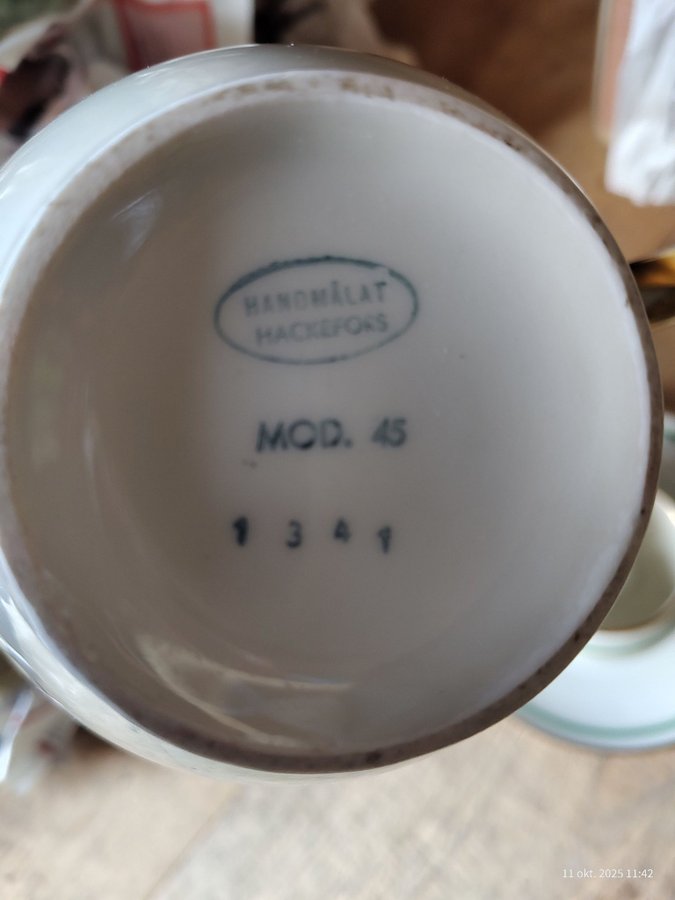 HANDMÅLAT
HACKEFORS
MOD. 45
1 3 4 1
11 okt. 2025 11:42